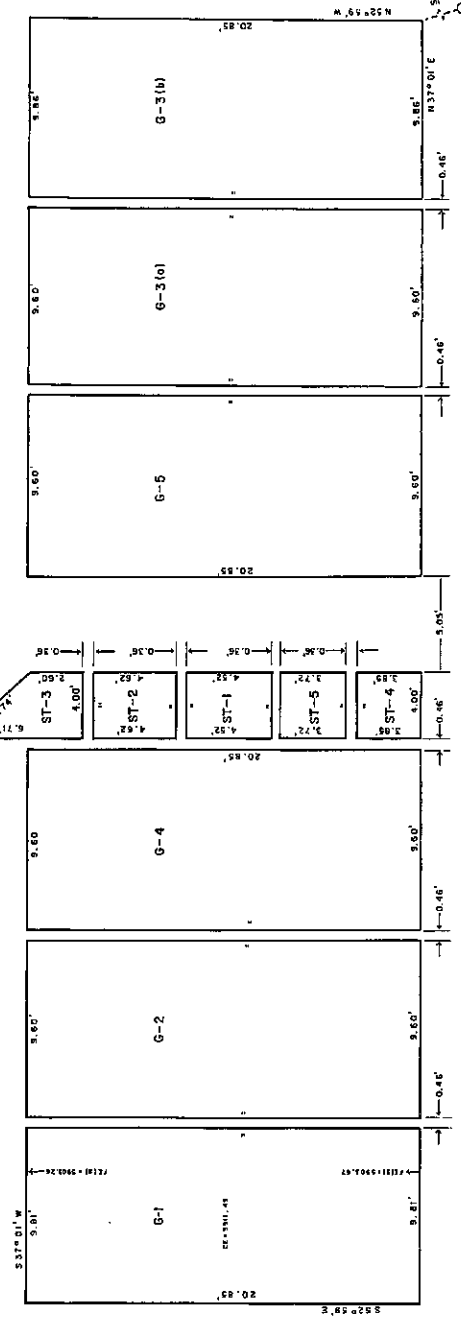 N 52° 59' W
20.85'
9.86'
G-3(b)
9.86'
N 37° 01' E
0.46'
9.60'
G-3(a)
9.60'
0.46'
9.60'
G-5
9.60'
20.85'
5.05'
0.36'
0.36'
0.36'
0.36'
2.60'
ST-3
4.00'
6.71'
4.62'
ST-2
4.62'
4.52'
ST-1
4.52'
3.72'
ST-5
3.72'
3.85'
ST-4
3.85'
4.00'
0.46'
20.85'
9.60
G-4
9.60'
0.46'
9.60'
G-2
9.60'
0.46'
S 37° 01' W
9.81'
G-1
9.81'
20.85'
S 52° 59' E